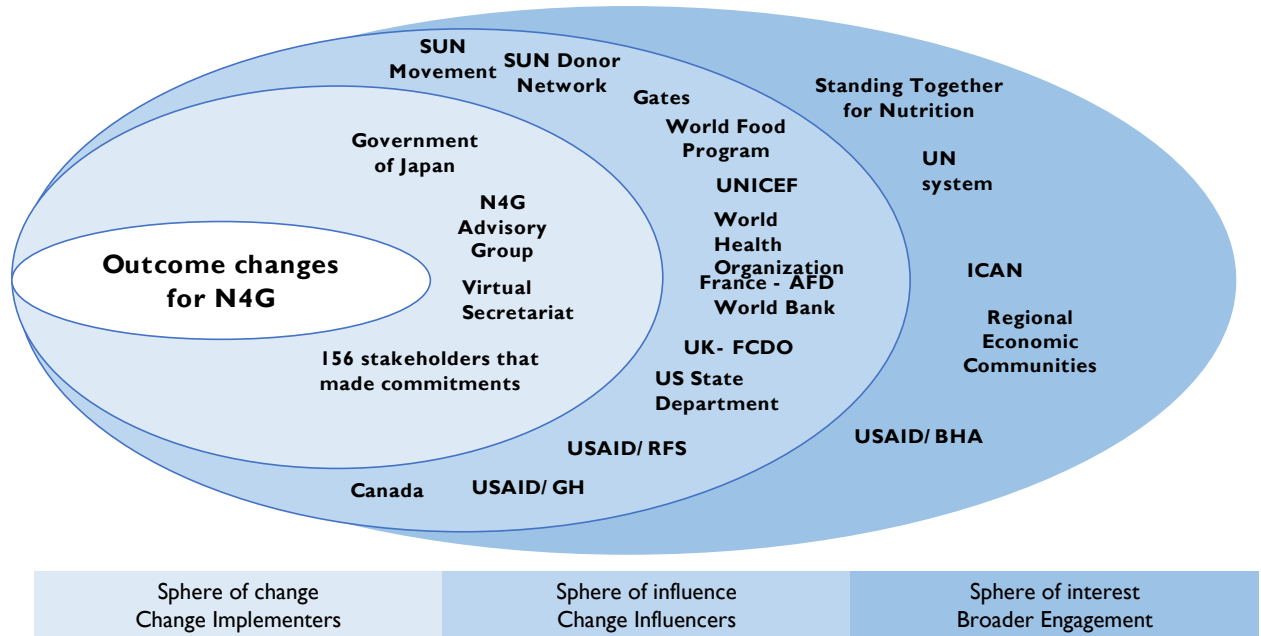 SUN
Movement
SUN Donor
Network
Gates
World Food
Program
UNICEF
World
Health
Organization
France - AFD
World Bank
UK- FCDO
US State
Department
USAID/ RFS
USAID/ GH
Canada
Standing Together
for Nutrition
UN
system
ICAN
Regional
Economic
Communities
USAID/ BHA
Government
of Japan
N4G
Advisory
Group
Virtual
Secretariat
156 stakeholders that
made commitments
Outcome changes
for N4G
Sphere of change
Change Implementers
Sphere of influence
Change Influencers
Sphere of interest
Broader Engagement